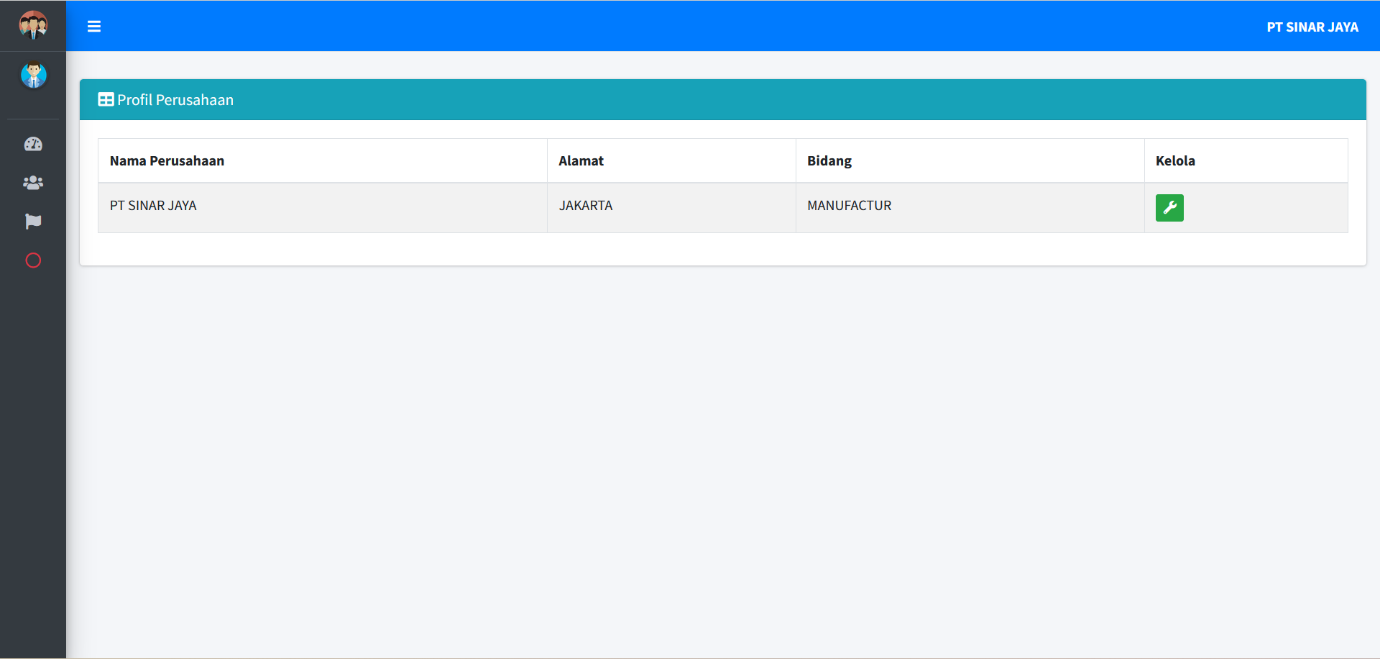 PT SINAR JAYA
Profil Perusahaan
Nama Perusahaan Alamat Bidang Kelola
PT SINAR JAYA JAKARTA MANUFACTUR